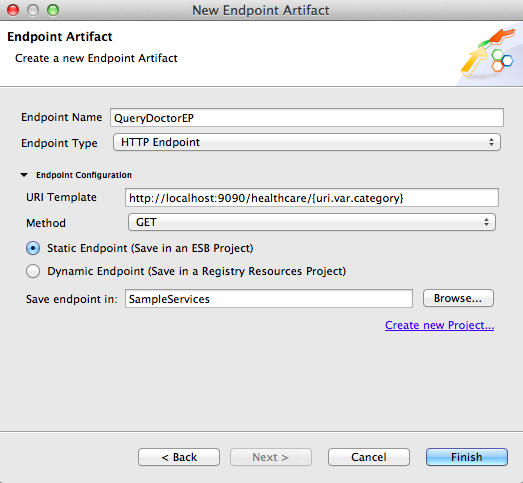 New Endpoint Artifact
Endpoint Artifact
Create a new Endpoint Artifact
Endpoint Name QueryDoctorEP
Endpoint Type HTTP Endpoint
Endpoint Configuration
URI Template http://localhost:9090/healthcare/{uri.var.category}
Method GET
Static Endpoint (Save in an ESB Project)
Dynamic Endpoint (Save in a Registry Resources Project)
Save endpoint in: SampleServices Browse...
Create new Project...
< Back Next > Cancel Finish